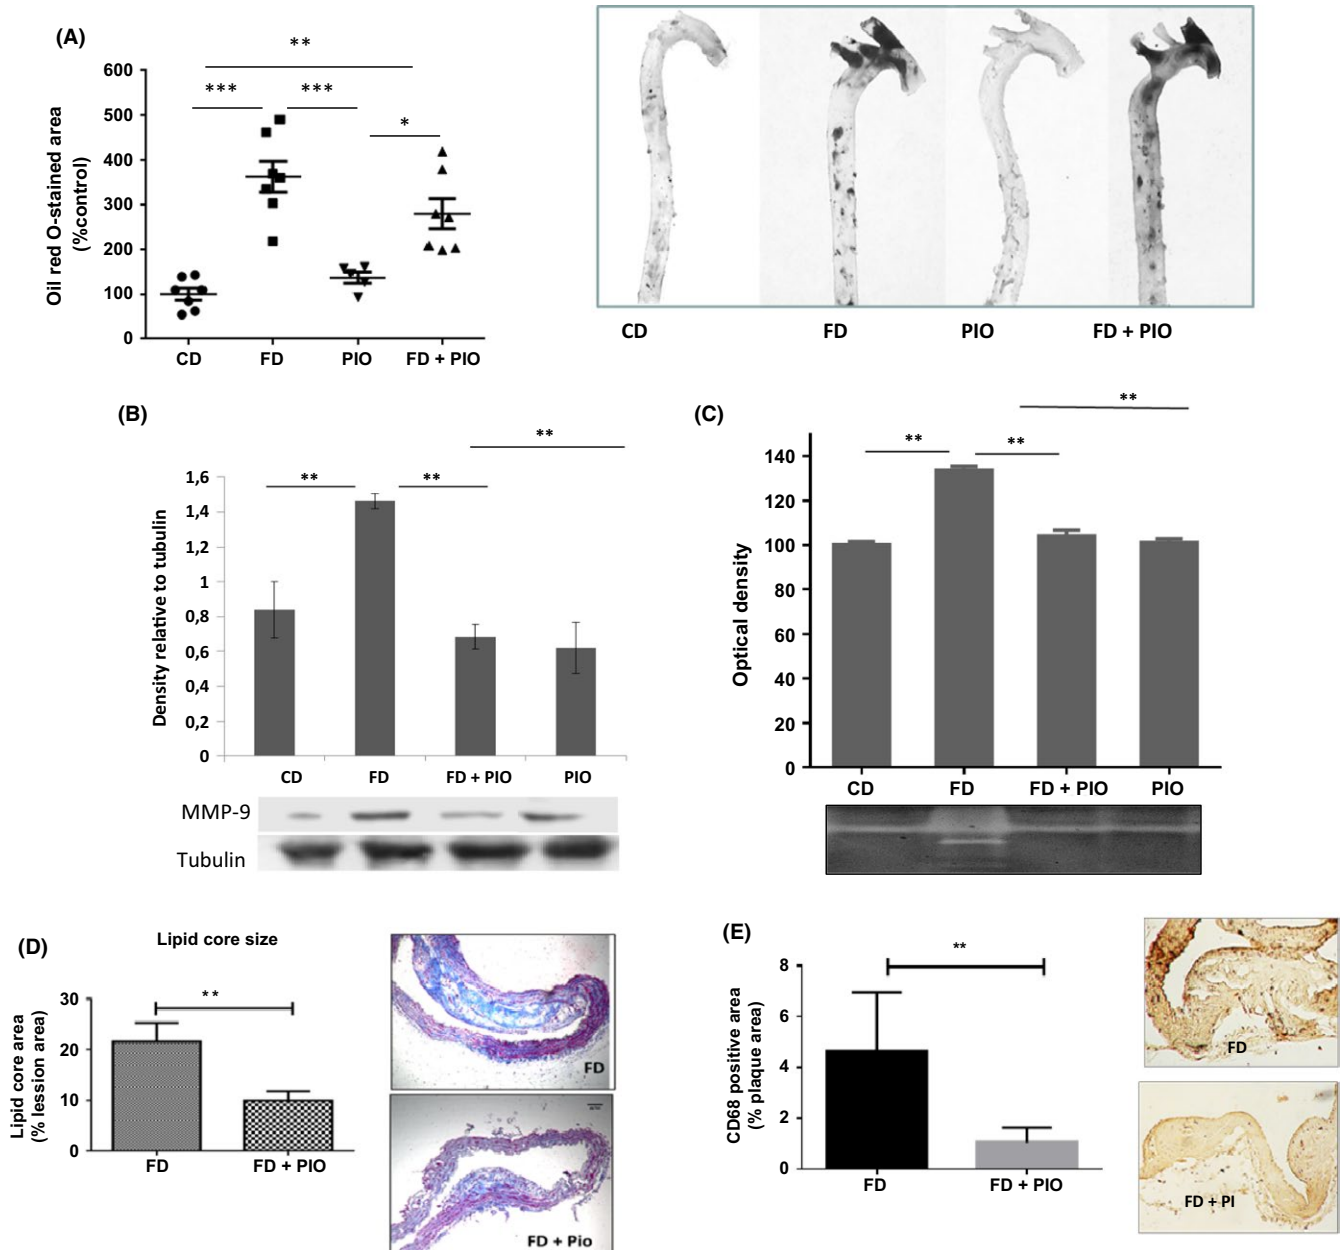 (A)
**
***
***
*
600
500
400
300
200
100
0
Oil red O-stained area
(%control)
CD
FD
PIO
FD + PIO
CD
FD
PIO
FD + PIO
(B)
**
**
**
1,6
1,4
1,2
1
0,8
0,6
0,4
0,2
0
Density relative to tubulin
CD
FD
FD + PIO
PIO
MMP-9
Tubulin
(C)
**
**
**
140
120
100
80
60
40
20
0
Optical density
CD
FD
FD + PIO
PIO
(D)
Lipid core size
**
30
20
10
0
Lipid core area
(% lession area)
FD
FD + PIO
FD
FD + Pio
(E)
**
8
6
4
2
0
CD68 positive area
(% plaque area)
FD
FD + PIO
FD
FD + PI